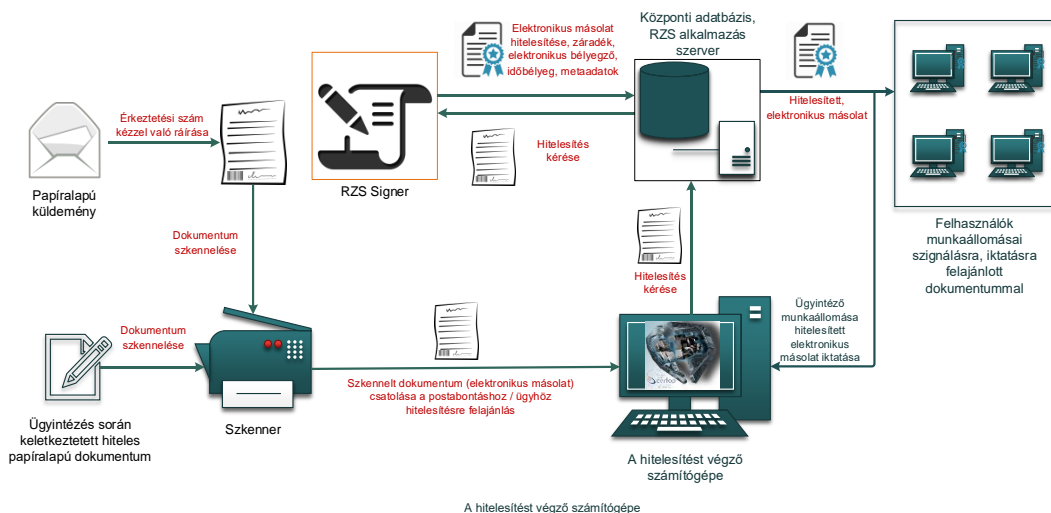 Elektronikus másolat
hitelesítése, záradék,
elektronikus bélyegző,
időbélyeg, metaadatok
Központi adatbázis,
RZS alkalmazás
szerver
Érkeztetési szám
kézzel való ráírása
Hitelesített,
elektronikus másolat
Hitelesítés
kérése
Papíralapú
küldemény
RZS Signer
Dokumentum
szkennelése
Hitelesítés
kérése
Felhasználók
munkaállomásai
szignálásra, iktatásra
felajánlott
dokumentummal
Ügyintéző
munkaállomása
hitelesített
elektronikus
másolat iktatása
Dokumentum
szkennelése
Szkennelt dokumentum (elektronikus másolat)
csatolása a postabontáshoz / ügyhöz
hitelesítésre felajánlás
Ügyintézés során
keletkeztetett hiteles
papíralapú dokumentum
Szkenner
A hitelesítést végző
számítógépe
A hitelesítést végző számítógépe